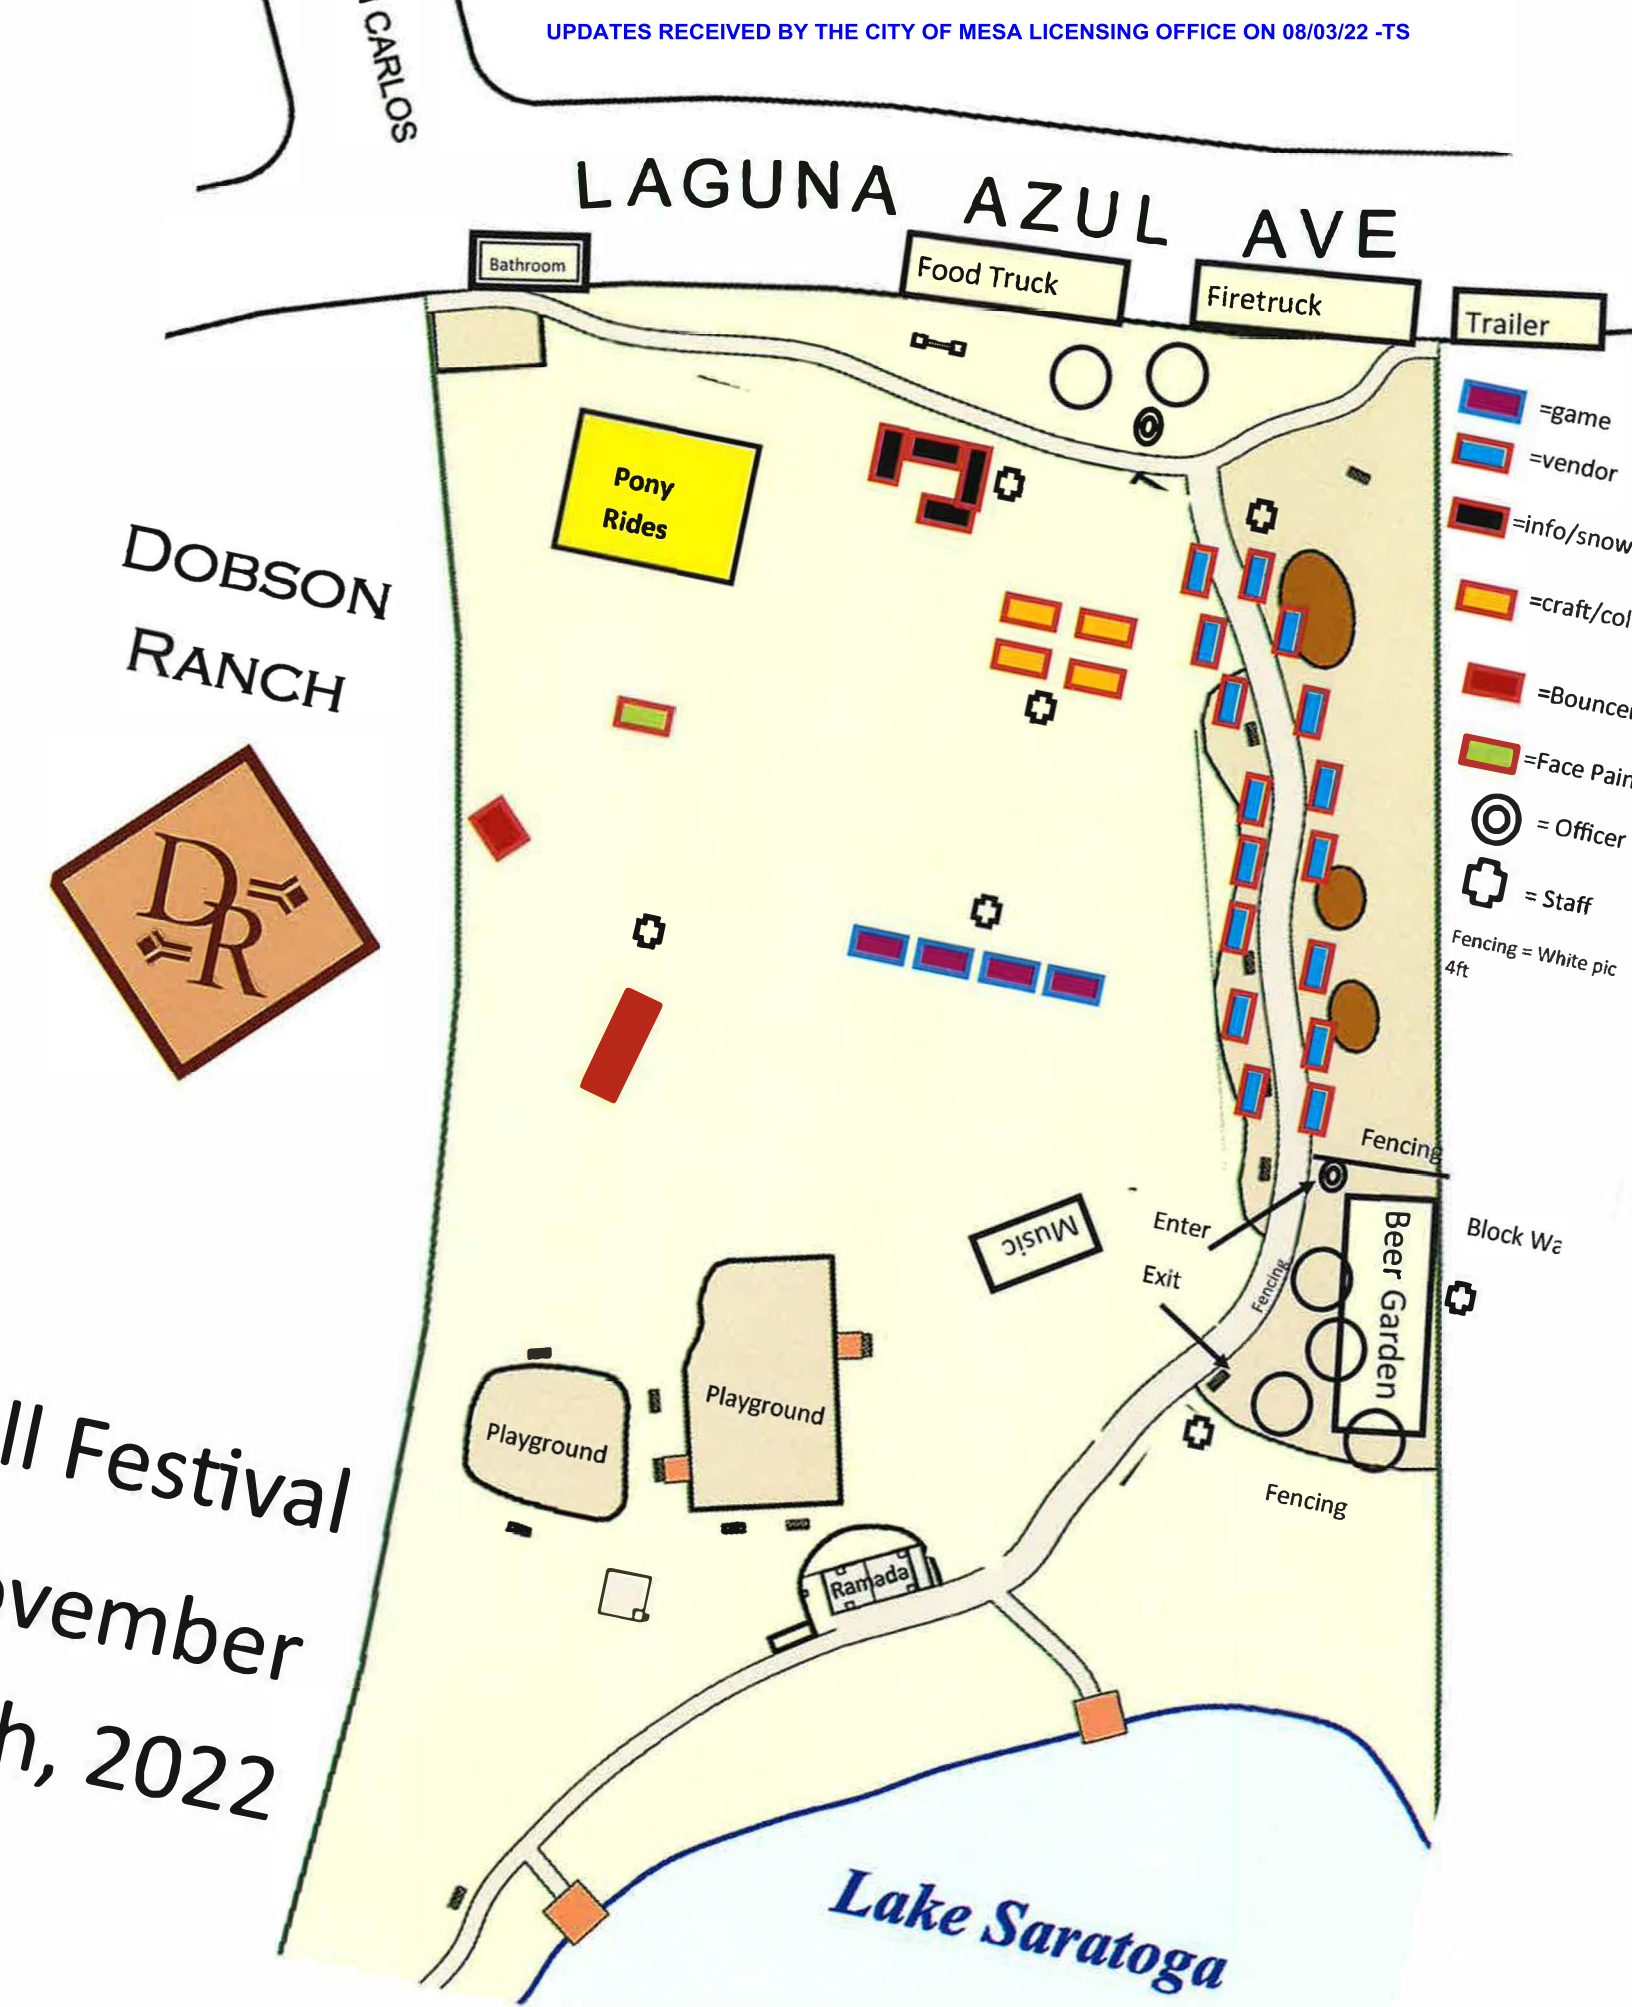 UPDATES RECEIVED BY THE CITY OF MESA LICENSING OFFICE ON 08/03/22 -TS
CARLOS
LAGUNA AZUL AVE
Bathroom
Food Truck
Firetruck
Trailer
=game
=vendor
=info/snow
=craft/col
=Bouncer
=Face Pain
= Officer
= Staff
Fencing = White pic
4ft
Pony
Rides
DOBSON
RANCH
DR
Fencing
Enter
Exit
Fencing
Beer Garden
Block Wa
Music
Playground
Playground
Fencing
Ramada
ll Festival
ovember
h, 2022
Lake Saratoga